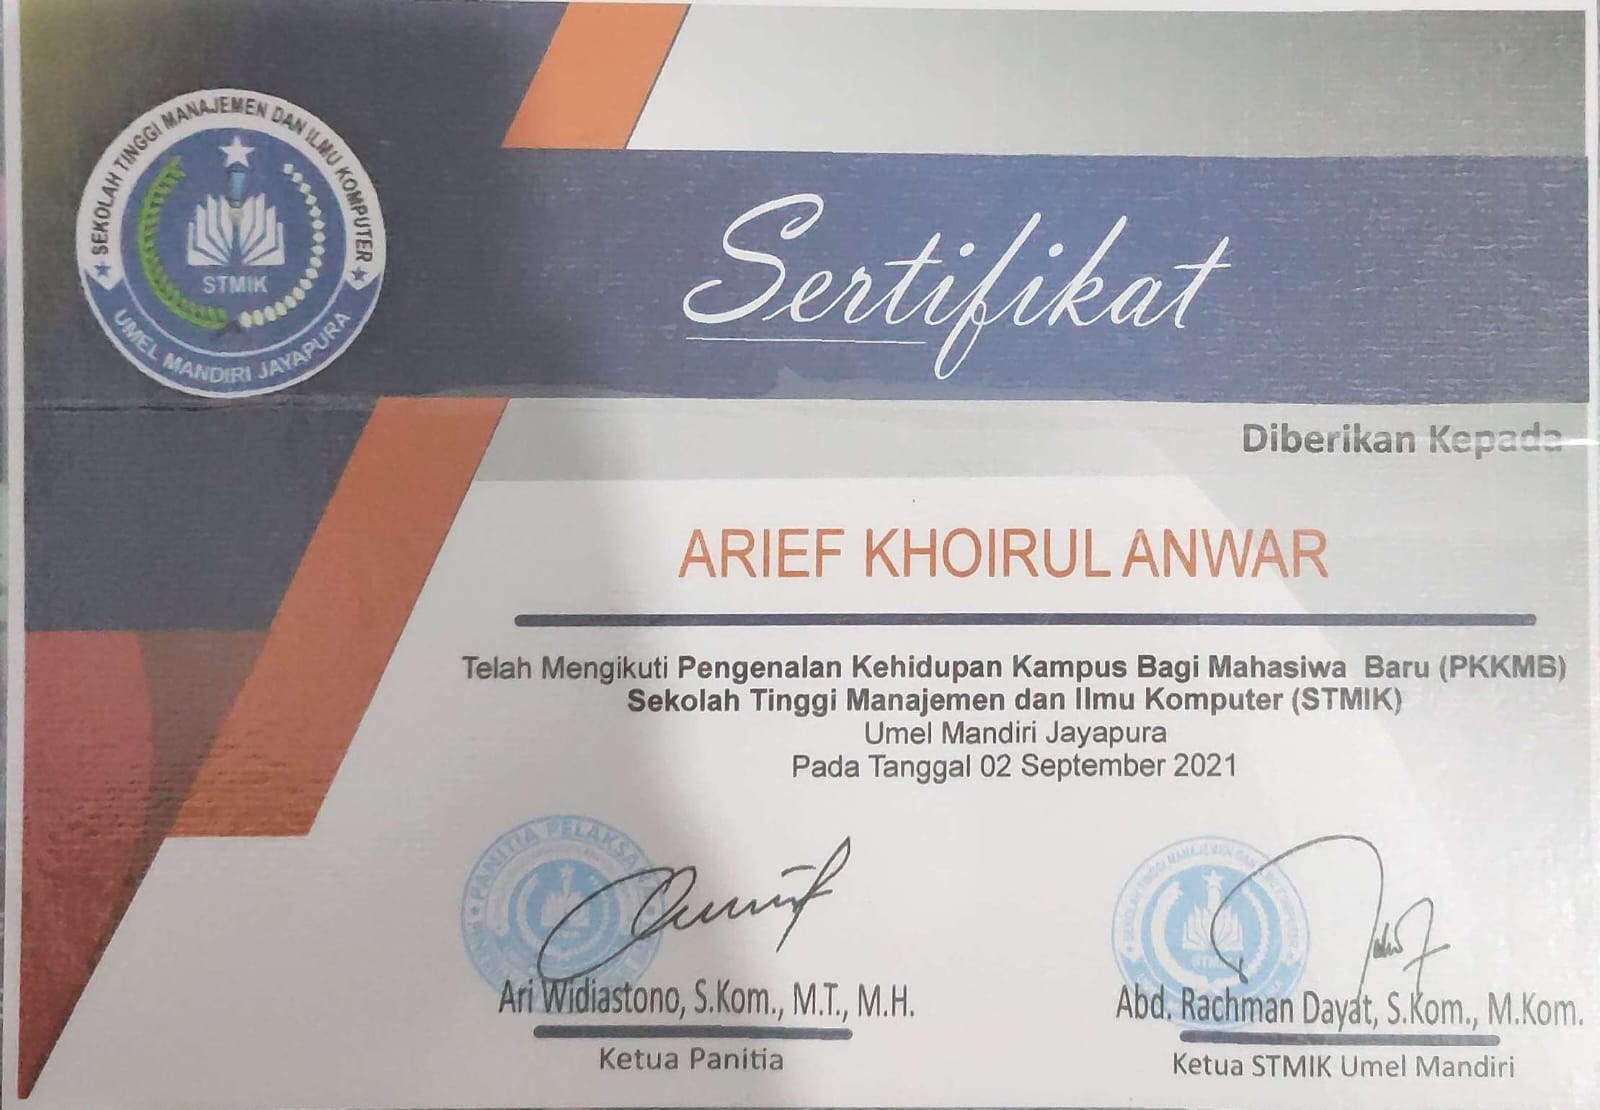 SEKOLAH TINGGI MANAJEMEN DAN ILMU KOMPUTER
STMIK
UMEL MANDIRI JAYAPURA
Sertifikat
Diberikan Kepada
ARIEF KHOIRUL ANWAR
Telah Mengikuti Pengenalan Kehidupan Kampus Bagi Mahasiwa Baru (PKKMB)
Sekolah Tinggi Manajemen dan Ilmu Komputer (STMIK)
Umel Mandiri Jayapura
Pada Tanggal 02 September 2021
PANITIA PELAKSANA
Ari Widiastono, S.Kom., M.T., M.H.
Ketua Panitia
Abd. Rachman Dayat, S.Kom., M.Kom.
Ketua STMIK Umel Mandiri